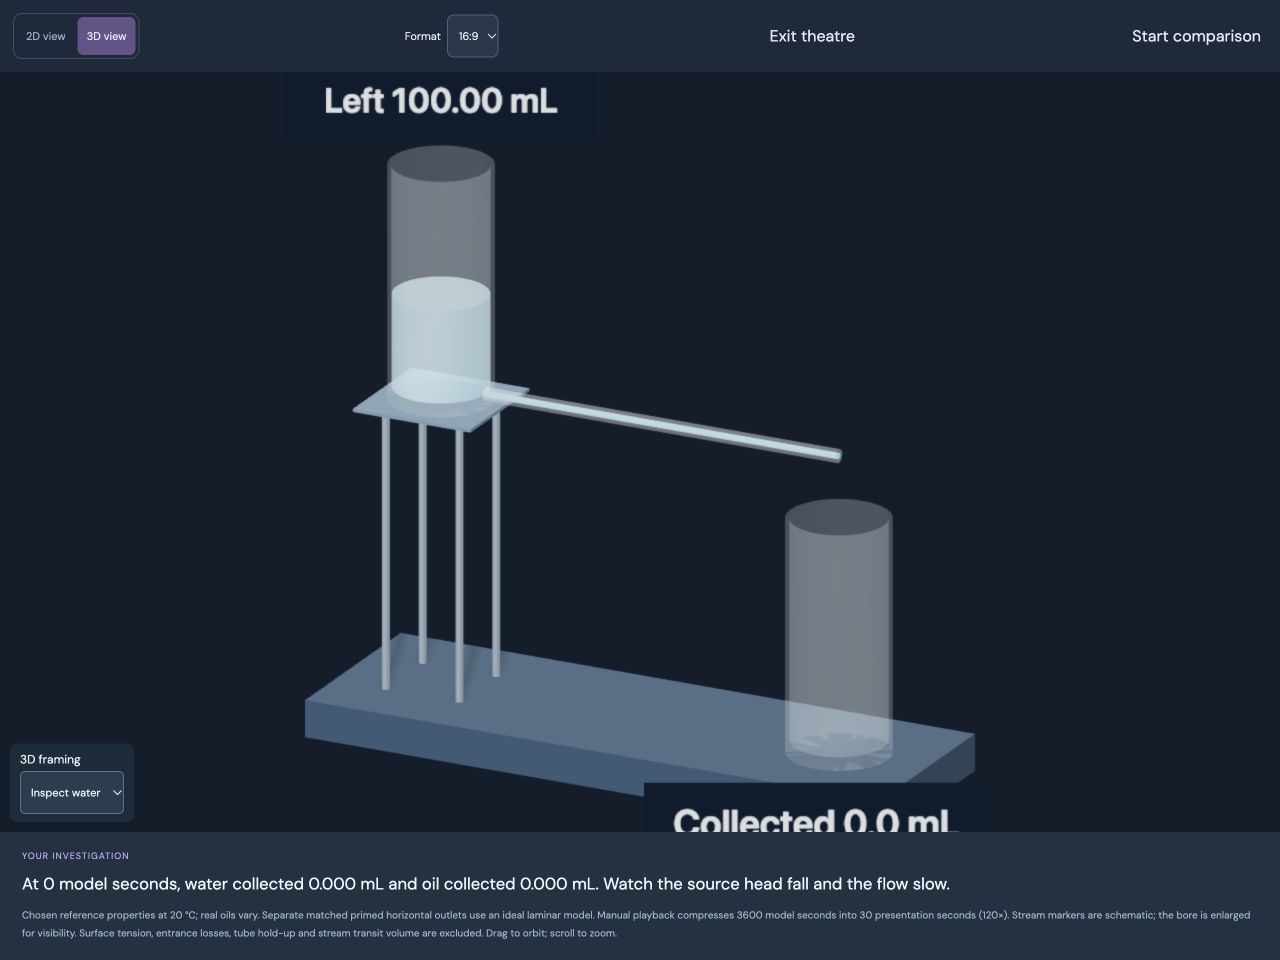 2D view
3D view
Format
16:9
Exit theatre
Start comparison
Left 100.00 mL
3D framing
Inspect water
Collected 0.0 mL
YOUR INVESTIGATION
At 0 model seconds, water collected 0.000 mL and oil collected 0.000 mL. Watch the source head fall and the flow slow.
Chosen reference properties at 20 °C; real oils vary. Separate matched primed horizontal outlets use an ideal laminar model. Manual playback compresses 3600 model seconds into 30 presentation seconds (120×). Stream markers are schematic; the bore is enlarged
for visibility. Surface tension, entrance losses, tube hold-up and stream transit volume are excluded. Drag to orbit; scroll to zoom.